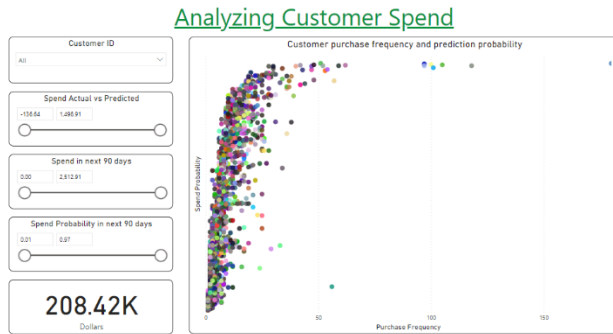 Analyzing Customer Spend
Customer ID
All
Spend Actual vs Predicted
-136.64
1,496.91
Spend in next 90 days
0.00
2,512.91
Spend Probability in next 90 days
0.01
0.97
208.42K
Dollars
Customer purchase frequency and prediction probability
Spend Probability
0
50
100
150
Purchase Frequency